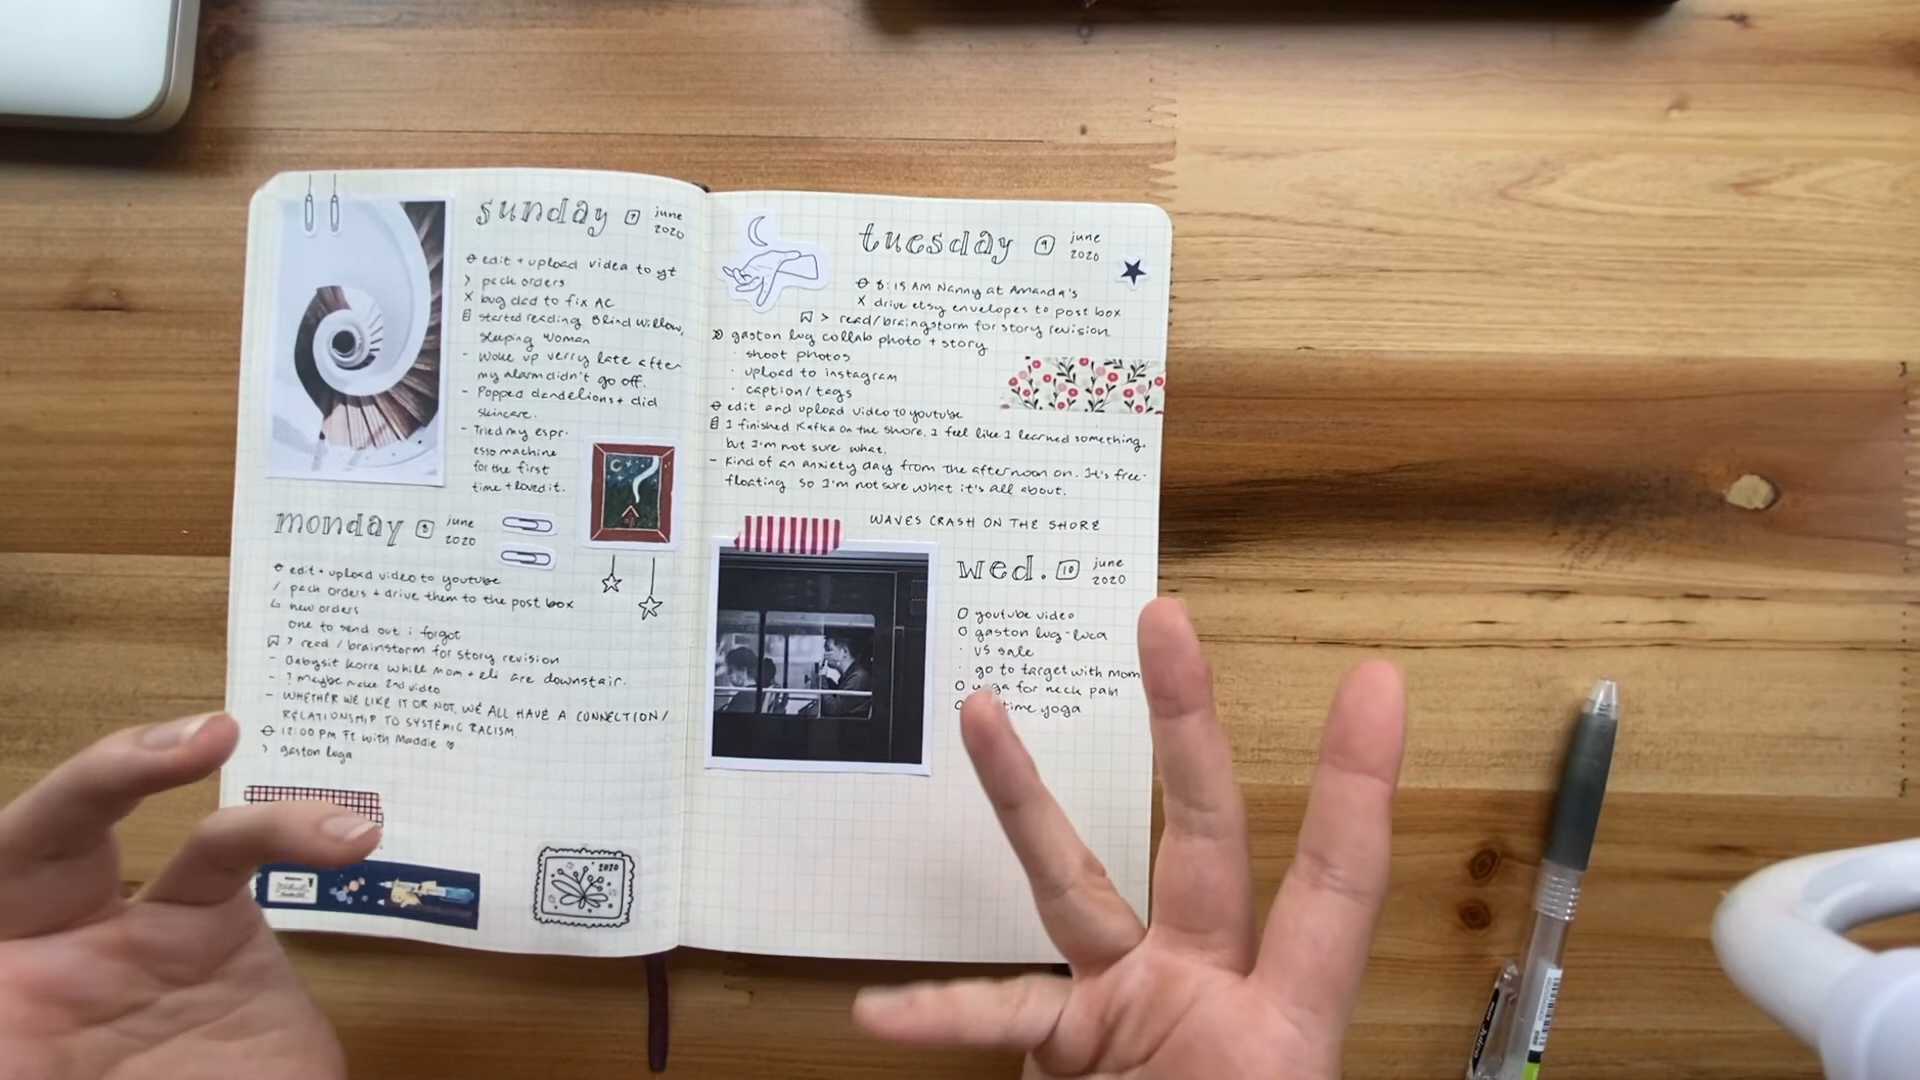 sunday 7 june
2020
⊖ edit + upload video to yt
> pack orders
X bug dad to fix AC
started reading Blind Willow,
sleeping woman
- Woke up verry late after
my alarm didn't go off.
- Popped dandelions + did
skincare.
- Tried my espr-
esso machine
for the first
time + loved it.
monday 8 june
2020
⊖ edit + upload video to youtube
/ pack orders + drive them to the post box
↳ new orders
one to send out i forgot
> read / brainstorm for story revision
- Babysit Korra while mom + eli are downstair.
- ? Maybe make 2nd video
- WHETHER WE LIKE IT OR NOT, WE ALL HAVE A CONNECTION/
RELATIONSHIP TO SYSTEMIC RACISM.
⊖ 12:00 PM FT with Maddie ♡
> gaston luga
2020
tuesday 9 june
2020
⊖ 8:15 AM Nanny at Amanda's
X drive etsy envelopes to post box
> read/braingstorm for story revision
gaston lug collab photo + story
· shoot photos
· upload to instagram
· caption/tags
⊖ edit and upload video to youtube
I finished Kafka on the shore. I feel like I learned something,
but I'm not sure what.
- Kind of an anxiety day from the afternoon on. It's free-
floating so I'm not sure what it's all about.
WAVES CRASH ON THE SHORE
wed. 10 june
2020
O youtube video
O gaston lug-luca
· VS sale
· go to target with mom
O yoga for neck pain
time yoga